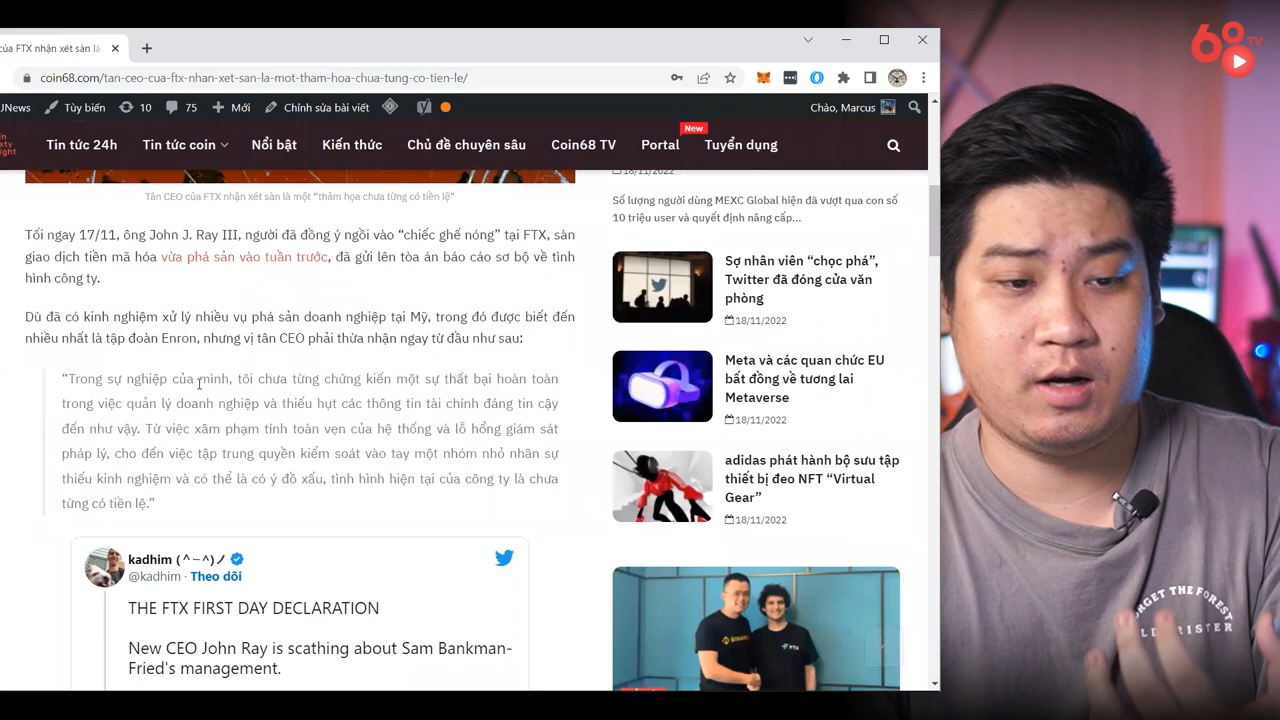 của FTX nhận xét sàn là
coin68.com/tan-ceo-cua-ftx-nhan-xet-san-la-mot-tham-hoa-chua-tung-co-tien-le/
JNews
Tùy biến
10
75
Mới
Chỉnh sửa bài viết
Chào, Marcus
Tin tức 24h
Tin tức coin
Nổi bật
Kiến thức
Chủ đề chuyên sâu
Coin68 TV
Portal
New
Tuyển dụng
Tân CEO của FTX nhận xét sàn là một “thảm họa chưa từng có tiền lệ”
Tối ngay 17/11, ông John J. Ray III, người đã đồng ý ngồi vào “chiếc ghế nóng” tại FTX, sàn
giao dịch tiền mã hóa vừa phá sản vào tuần trước, đã gửi lên tòa án báo cáo sơ bộ về tình
hình công ty.
Dù đã có kinh nghiệm xử lý nhiều vụ phá sản doanh nghiệp tại Mỹ, trong đó được biết đến
nhiều nhất là tập đoàn Enron, nhưng vị tân CEO phải thừa nhận ngay từ đầu như sau:
“Trong sự nghiệp của mình, tôi chưa từng chứng kiến một sự thất bại hoàn toàn
trong việc quản lý doanh nghiệp và thiếu hụt các thông tin tài chính đáng tin cậy
đến như vậy. Từ việc xâm phạm tính toàn vẹn của hệ thống và lỗ hổng giám sát
pháp lý, cho đến việc tập trung quyền kiểm soát vào tay một nhóm nhỏ nhân sự
thiếu kinh nghiệm và có thể là có ý đồ xấu, tình hình hiện tại của công ty là chưa
từng có tiền lệ.”
kadhim (^–^)ノ
@kadhim · Theo dõi
THE FTX FIRST DAY DECLARATION
New CEO John Ray is scathing about Sam Bankman-
Fried's management.
18/11/2022
Số lượng người dùng MEXC Global hiện đã vượt qua con số
10 triệu user và quyết định nâng cấp...
Sợ nhân viên “chọc phá”,
Twitter đã đóng cửa văn
phòng
18/11/2022
Meta và các quan chức EU
bất đồng về tương lai
Metaverse
18/11/2022
adidas phát hành bộ sưu tập
thiết bị đeo NFT “Virtual
Gear”
18/11/2022
BINANCE
FTX
68
TV